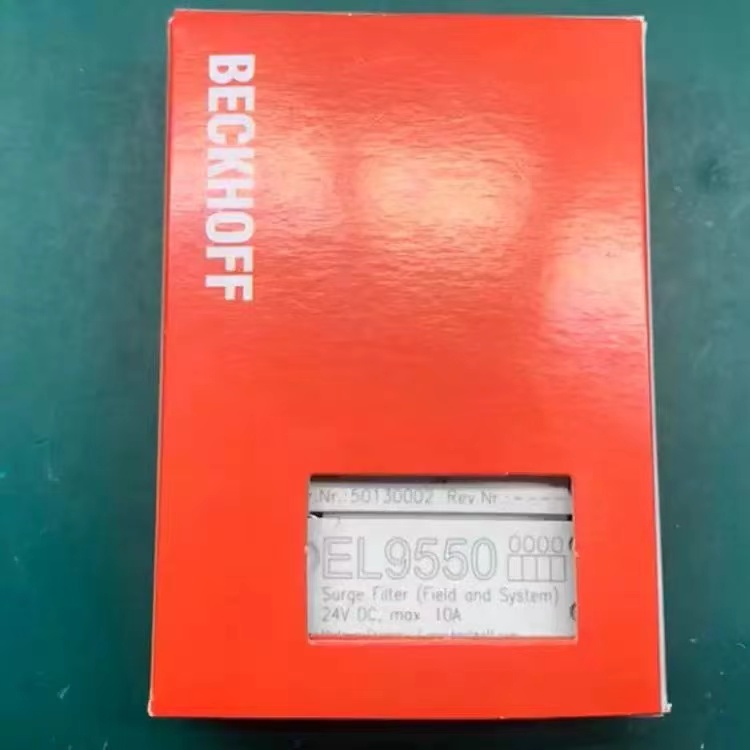 BECKHOFF
.Nr.:50130002 Rev.Nr.:----
EL9550 0000
Surge Filter (Field and System)
24V DC, max 10A